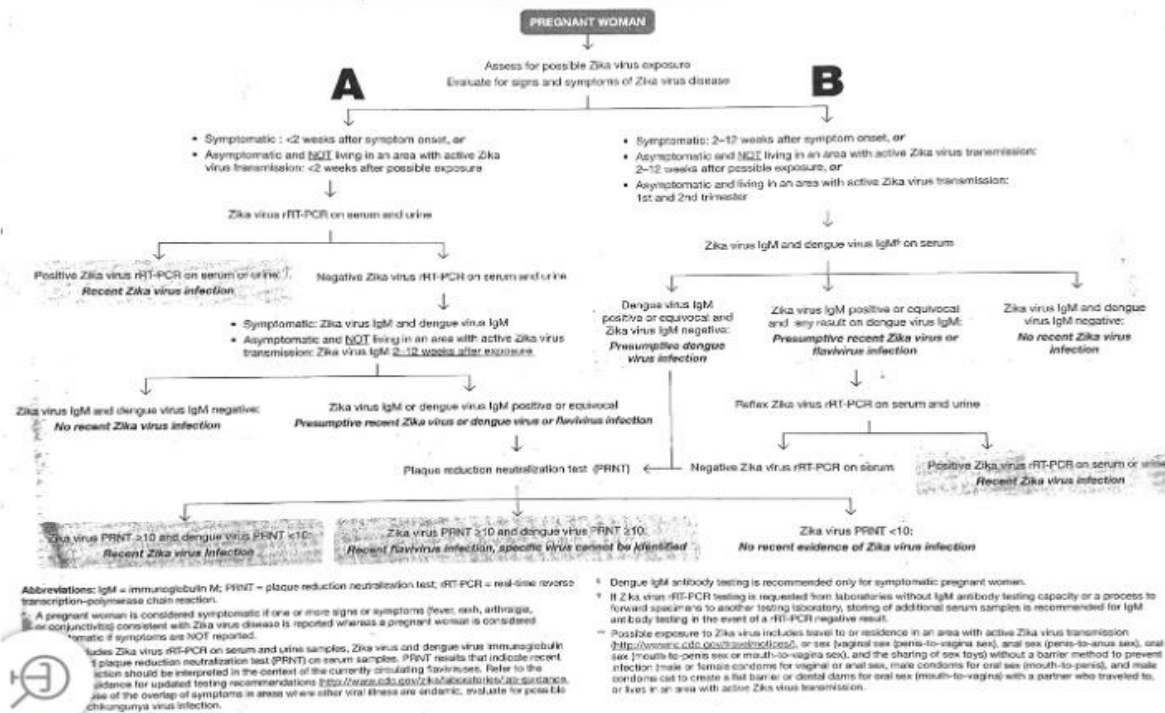 PREGNANT WOMAN
Assess for possible Zika virus exposure
Evaluate for signs and symptoms of Zika virus disease
A
B
• Symptomatic : <2 weeks after symptom onset, or
• Asymptomatic and NOT living in an area with active Zika
virus transmission: <2 weeks after possible exposure
• Symptomatic: 2–12 weeks after symptom onset, or
• Asymptomatic and NOT living in an area with active Zika virus transmission:
2–12 weeks after possible exposure, or
• Asymptomatic and living in an area with active Zika virus transmission:
1st and 2nd trimester
Zika virus rRT-PCR on serum and urine
Zika virus IgM and dengue virus IgM§ on serum
Positive Zika virus rRT-PCR on serum or urine:
Recent Zika virus infection
Negative Zika virus rRT-PCR on serum and urine
• Symptomatic: Zika virus IgM and dengue virus IgM
• Asymptomatic and NOT living in an area with active Zika virus
transmission: Zika virus IgM 2–12 weeks after exposure
Dengue virus IgM
positive or equivocal and
Zika virus IgM negative:
Presumptive dengue
virus infection
Zika virus IgM positive or equivocal
and any result on dengue virus IgM:
Presumptive recent Zika virus or
flavivirus infection
Zika virus IgM and dengue
virus IgM negative:
No recent Zika virus
infection
Zika virus IgM and dengue virus IgM negative:
No recent Zika virus infection
Zika virus IgM or dengue virus IgM positive or equivocal
Presumptive recent Zika virus or dengue virus or flavivirus infection
Reflex Zika virus rRT-PCR on serum and urine
Plaque reduction neutralization test (PRNT)
Negative Zika virus rRT-PCR on serum
Positive Zika virus rRT-PCR on serum or urine
Recent Zika virus infection
Zika virus PRNT ≥10 and dengue virus PRNT <10:
Recent Zika virus infection
Zika virus PRNT ≥10 and dengue virus PRNT ≥10:
Recent flavivirus infection, specific virus cannot be identified
Zika virus PRNT <10:
No recent evidence of Zika virus infection
Abbreviations: IgM = immunoglobulin M; PRNT = plaque reduction neutralization test; rRT-PCR = real-time reverse
transcription–polymerase chain reaction.
A pregnant woman is considered symptomatic if one or more signs or symptoms (fever, rash, arthralgia,
or conjunctivitis) consistent with Zika virus disease is reported whereas a pregnant woman is considered
if symptoms are NOT reported.
Zika virus rRT-PCR on serum and urine samples, Zika virus and dengue virus immunoglobulin
plaque reduction neutralization test (PRNT) on serum samples. PRNT results that indicate recent
should be interpreted in the context of the currently circulating flaviviruses. Refer to the
for updated testing recommendations
of the overlap of symptoms in areas where other viral illness are endemic, evaluate for possible
chikungunya virus infection.
§ Dengue IgM antibody testing is recommended only for symptomatic pregnant women.
¶ If Zika virus rRT-PCR testing is requested from laboratories without IgM antibody testing capacity or a process to
forward specimens to another testing laboratory, storing of additional serum samples is recommended for IgM
antibody testing in the event of a rRT-PCR negative result.
** Possible exposure to Zika virus includes travel to or residence in an area with active Zika virus transmission
(http://wwwnc.cdc.gov/travel/notices/), or sex (vaginal sex (penis-to-vagina sex), anal sex (penis-to-anus sex), oral
sex (mouth-to-penis sex or mouth-to-vagina sex), and the sharing of sex toys) without a barrier method to prevent
infection (male or female condoms for vaginal or anal sex, male condoms for oral sex (mouth-to-penis), and male
condoms cut to create a flat barrier or dental dams for oral sex (mouth-to-vagina) with a partner who traveled to,
or lives in an area with active Zika virus transmission.